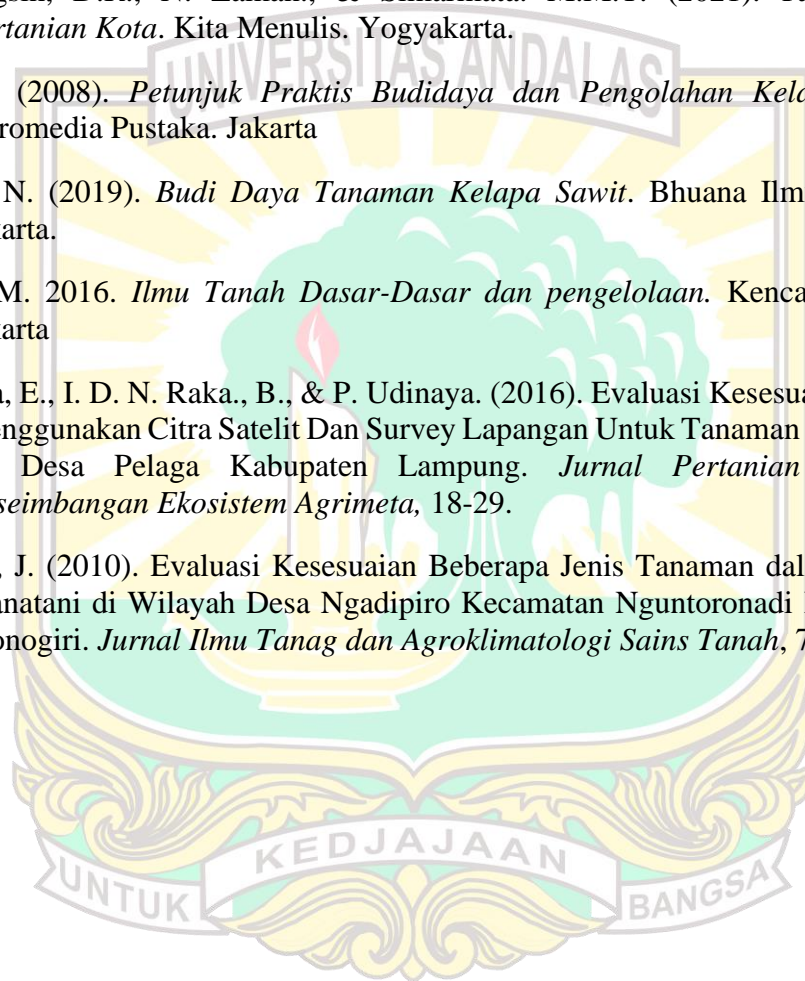 (2021).
rtanian Kota. Kita Menulis. Yogyakarta.
UNIVERSITAS ANDALAS
(2008). Petunjuk Praktis Budidaya dan Pengolahan Kela
romedia Pustaka. Jakarta
N. (2019). Budi Daya Tanaman Kelapa Sawit. Bhuana Ilm
karta.
M. 2016. Ilmu Tanah Dasar-Dasar dan pengelolaan. Kenca
karta
a, E., I. D. N. Raka., B., & P. Udinaya. (2016). Evaluasi Kesesua
enggunakan Citra Satelit Dan Survey Lapangan Untuk Tanaman
Desa Pelaga Kabupaten Lampung. Jurnal Pertanian
seimbangan Ekosistem Agrimeta, 18-29.
, J. (2010). Evaluasi Kesesuaian Beberapa Jenis Tanaman dal
anatani di Wilayah Desa Ngadipiro Kecamatan Nguntoronadi
onogiri. Jurnal Ilmu Tanag dan Agroklimatologi Sains Tanah, 7
UNTUK KEDJAJAAN BANGSA